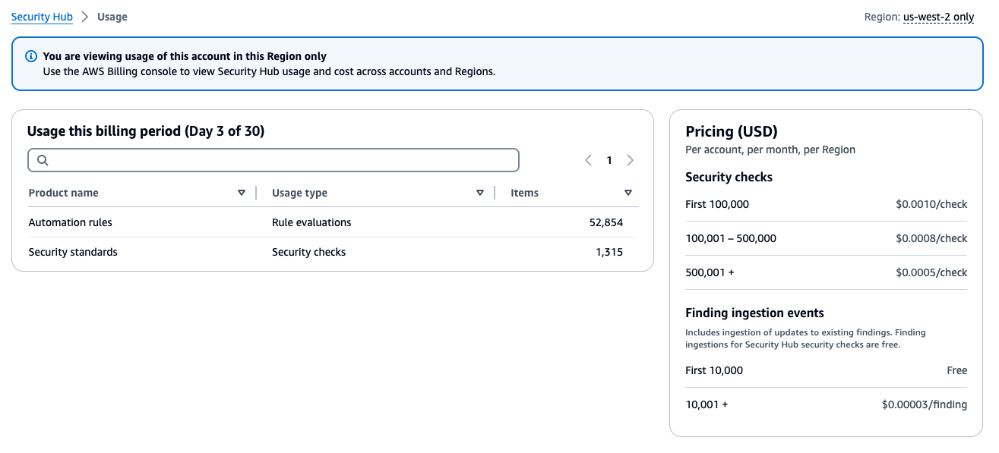 Security Hub > Usage
Region: us-west-2 only
You are viewing usage of this account in this Region only
Use the AWS Billing console to view Security Hub usage and cost across accounts and Regions.
Usage this billing period (Day 3 of 30)
1
Product name Usage type Items
Automation rules Rule evaluations 52,854
Security standards Security checks 1,315
Pricing (USD)
Per account, per month, per Region
Security checks
First 100,000 $0.0010/check
100,001 – 500,000 $0.0008/check
500,001 + $0.0005/check
Finding ingestion events
Includes ingestion of updates to existing findings. Finding
ingestions for Security Hub security checks are free.
First 10,000 Free
10,001 + $0.00003/finding